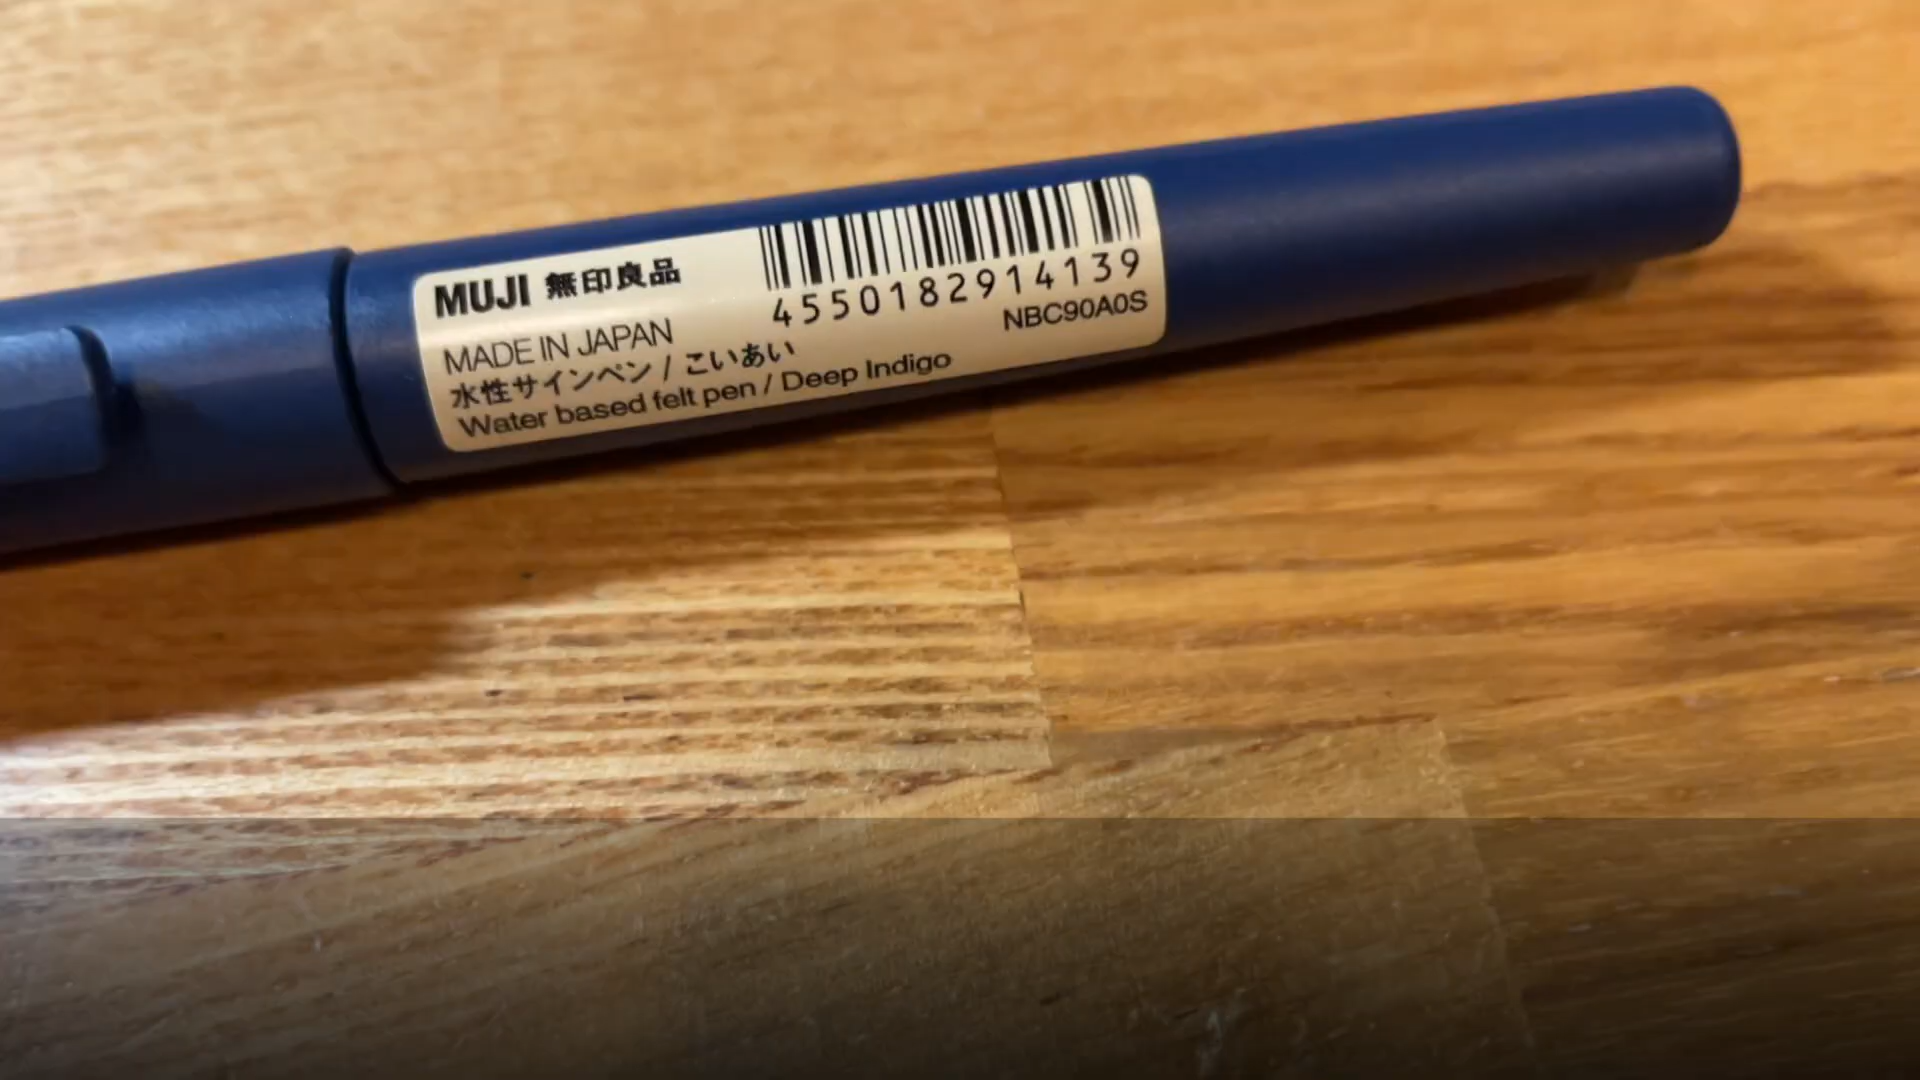 MUJI 無印良品
4550182914139
NBC90A0S
MADE IN JAPAN
水性サインペン / こいあい
Water based felt pen / Deep Indigo